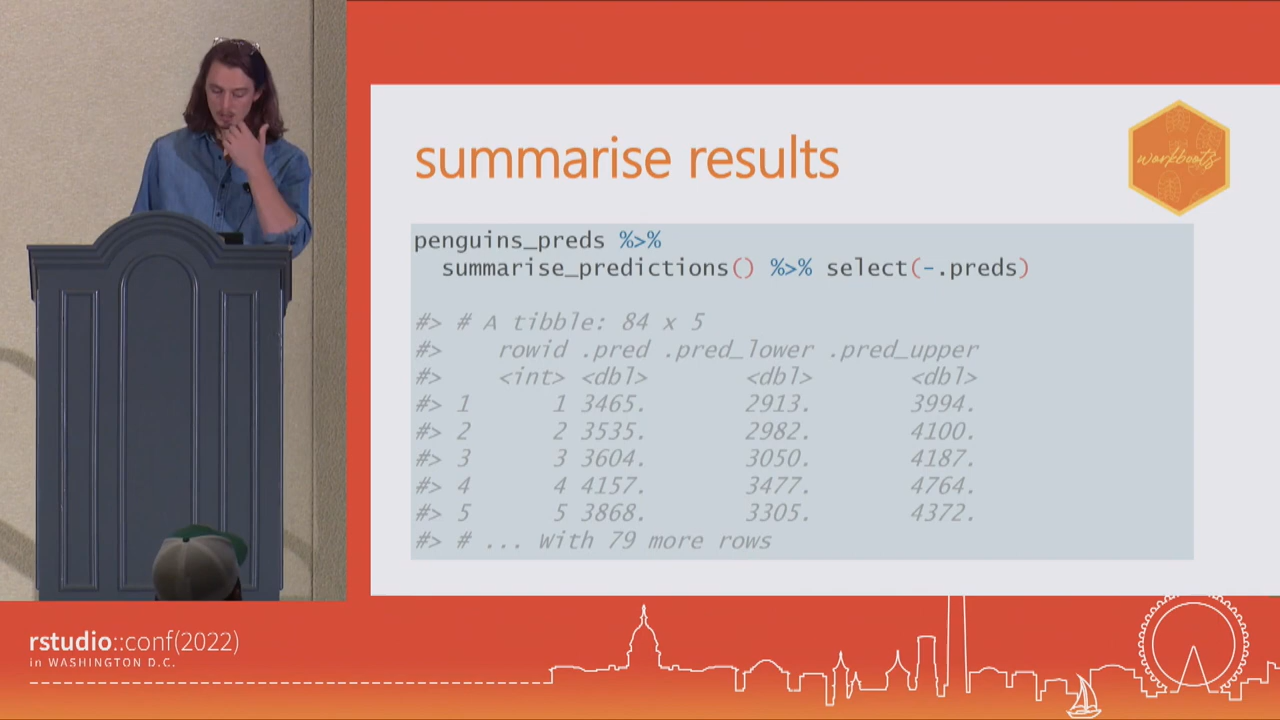 summarise results
workboots
penguins_preds %>%
summarise_predictions() %>% select(-.preds)
#> # A tibble: 84 x 5
#> rowid .pred .pred_lower .pred_upper
#> <int> <dbl> <dbl> <dbl>
#> 1 1 3465. 2913. 3994.
#> 2 2 3535. 2982. 4100.
#> 3 3 3604. 3050. 4187.
#> 4 4 4157. 3477. 4764.
#> 5 5 3868. 3305. 4372.
#> # ... with 79 more rows
rstudio::conf(2022)
in WASHINGTON D.C.